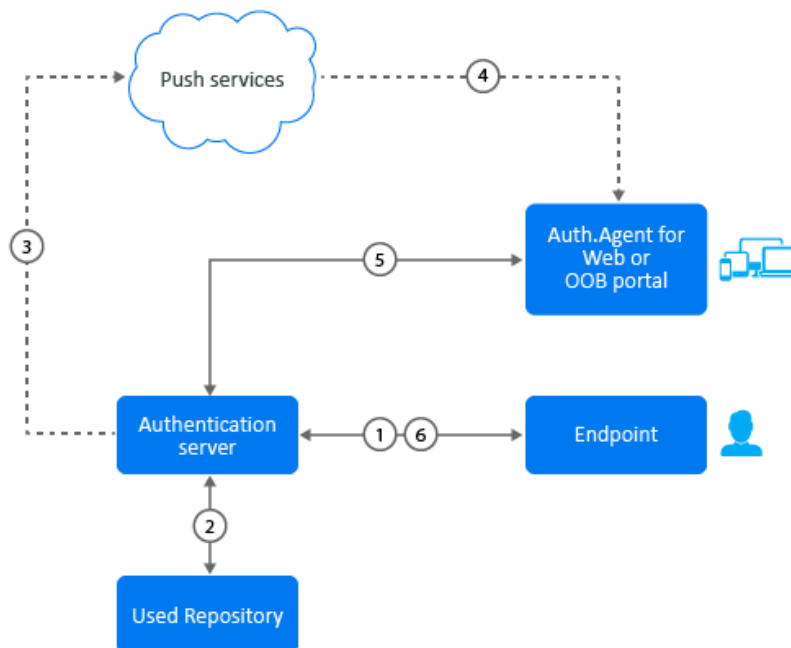 Push services
4
Auth.Agent for
Web or
OOB portal
3
5
Authentication
server
1
6
Endpoint
2
Used Repository